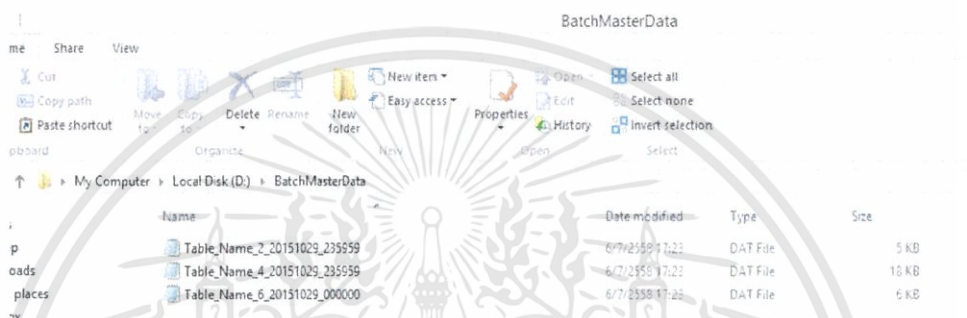 BatchMasterData
me Share View
Cut
Copy path
Paste shortcut
Move to
Copy to
Delete
Rename
New folder
New item
Easy access
Properties
Open
Edit
History
Select all
Select none
Invert selection
pboard Organize New Open Select
My Computer Local Disk (D:) BatchMasterData
Name Date modified Type Size
p Table_Name_2_20151029_235959 6/7/2558 17:23 DAT File 5 KB
oads Table_Name_4_20151029_235959 6/7/2558 17:23 DAT File 18 KB
places Table_Name_6_20151029_000000 6/7/2558 17:23 DAT File 6 KB